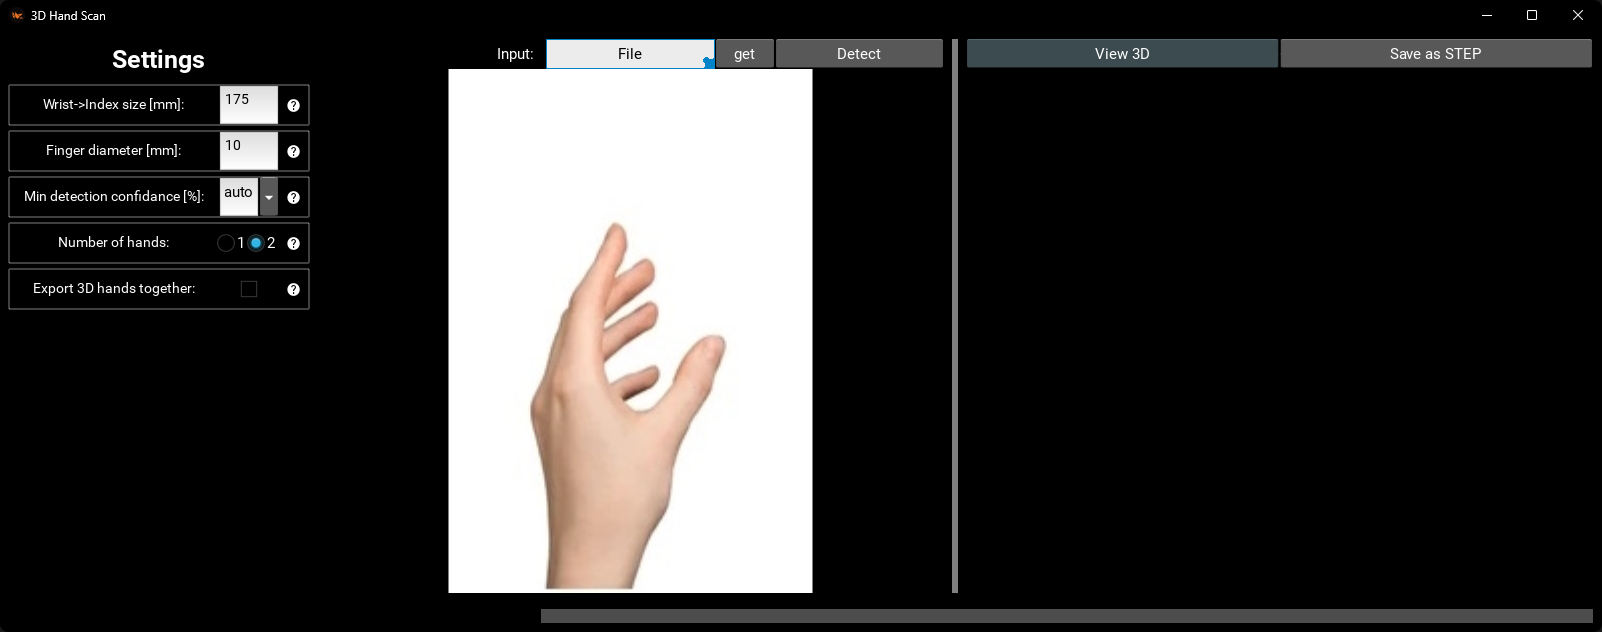 3D Hand Scan
Settings
Wrist->Index size [mm]: 175
Finger diameter [mm]: 10
Min detection confidance [%]: auto
Number of hands: 1 2
Export 3D hands together:
Input: File get Detect
View 3D Save as STEP